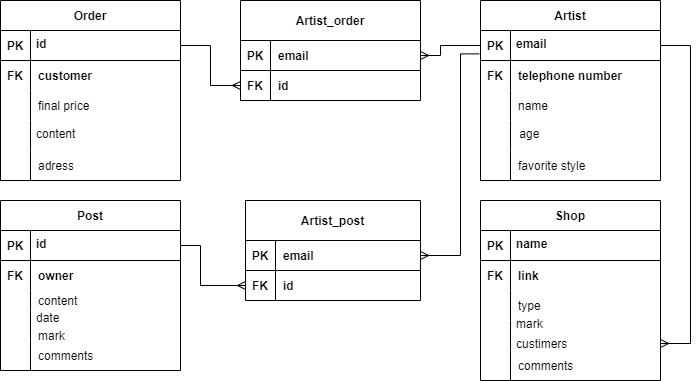 Order
PK id
FK customer
final price
content
adress
Artist_order
PK email
FK id
Artist
PK email
FK telephone number
name
age
favorite style
Post
PK id
FK owner
content
date
mark
comments
Artist_post
PK email
FK id
Shop
PK name
FK link
type
mark
custimers
comments